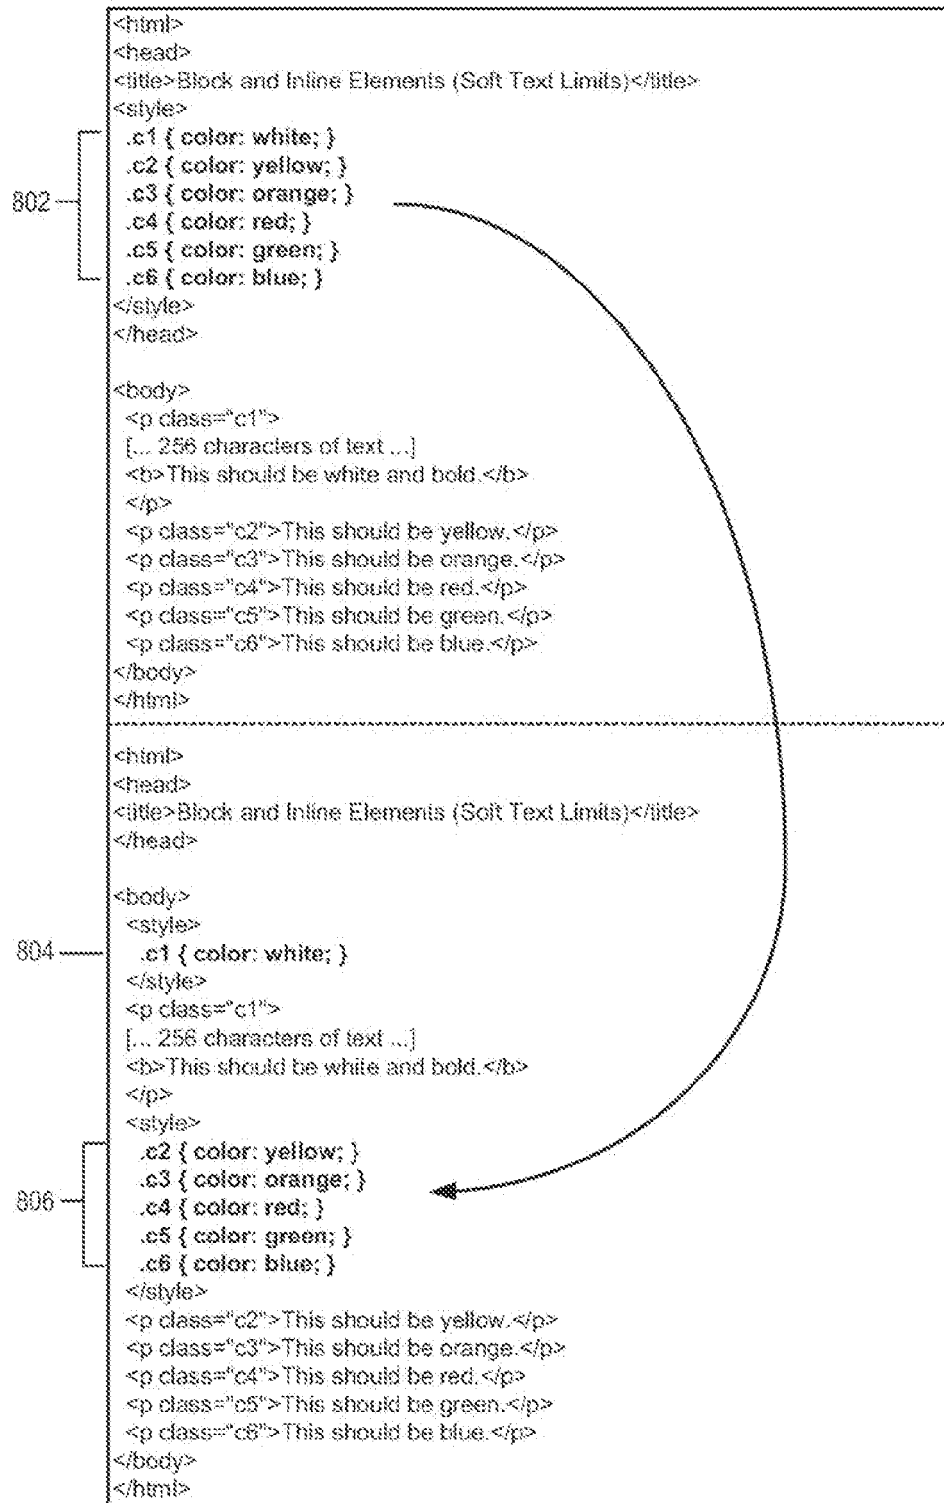 <html>
<head>
<title>Block and Inline Elements (Soft Text Limits)</title>
<style>
.c1 { color: white; }
.c2 { color: yellow; }
802
.c3 { color: orange; }
.c4 { color: red; }
.c5 { color: green; }
.c6 { color: blue; }
</style>
</head>
<body>
<p class="c1">
[... 256 characters of text ...]
<b>This should be white and bold.</b>
</p>
<p class="c2">This should be yellow.</p>
<p class="c3">This should be orange.</p>
<p class="c4">This should be red.</p>
<p class="c5">This should be green.</p>
<p class="c6">This should be blue.</p>
</body>
</html>
<html>
<head>
<title>Block and Inline Elements (Soft Text Limits)</title>
</head>
<body>
<style>
804
.c1 { color: white; }
</style>
<p class="c1">
[... 256 characters of text ...]
<b>This should be white and bold.</b>
</p>
<style>
.c2 { color: yellow; }
.c3 { color: orange; }
806
.c4 { color: red; }
.c5 { color: green; }
.c6 { color: blue; }
</style>
<p class="c2">This should be yellow.</p>
<p class="c3">This should be orange.</p>
<p class="c4">This should be red.</p>
<p class="c5">This should be green.</p>
<p class="c6">This should be blue.</p>
</body>
</html>